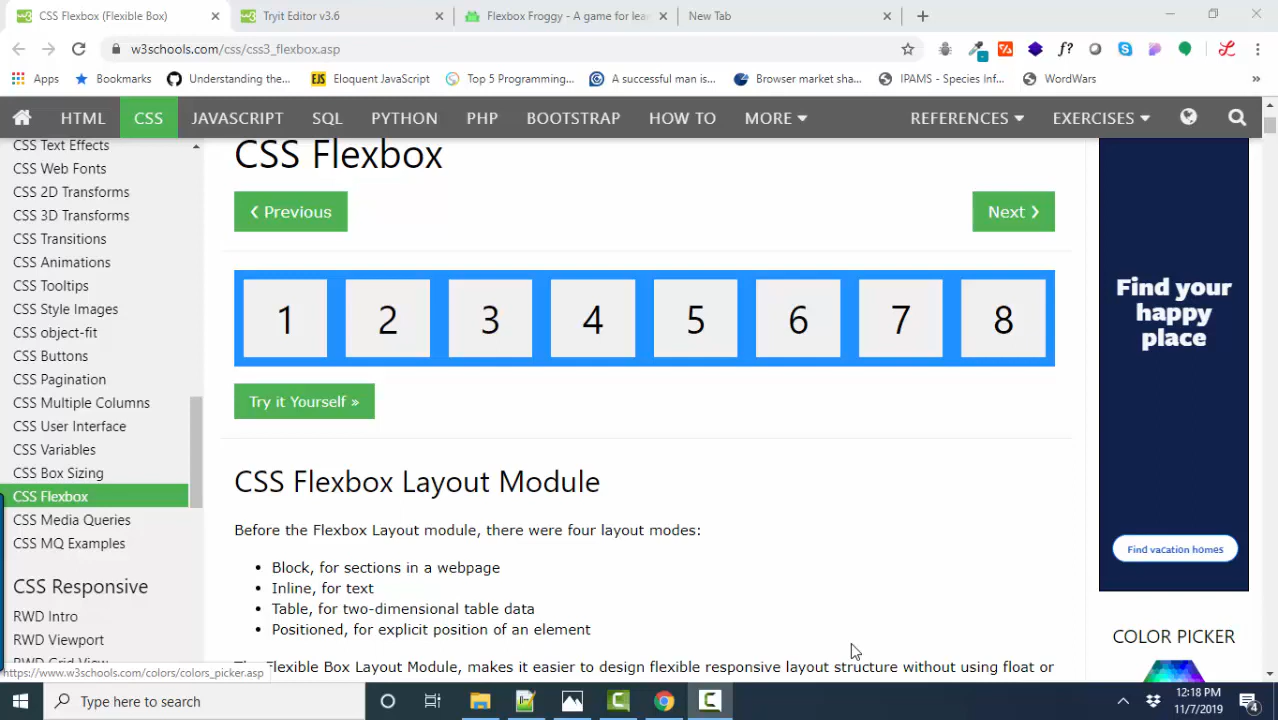 CSS Flexbox (Flexible Box)
Tryit Editor v3.6
Flexbox Froggy - A game for lea
New Tab
w3schools.com/css/css3_flexbox.asp
Apps
Bookmarks
Understanding the...
EJS Eloquent JavaScript
Top 5 Programming...
A successful man is...
Browser market sha...
IPAMS - Species Inf...
WordWars
HTML
CSS
JAVASCRIPT
SQL
PYTHON
PHP
BOOTSTRAP
HOW TO
MORE
REFERENCES
EXERCISES
CSS Text Effects
CSS Web Fonts
CSS 2D Transforms
CSS 3D Transforms
CSS Transitions
CSS Animations
CSS Tooltips
CSS Style Images
CSS object-fit
CSS Buttons
CSS Pagination
CSS Multiple Columns
CSS User Interface
CSS Variables
CSS Box Sizing
CSS Flexbox
CSS Media Queries
CSS MQ Examples
CSS Responsive
RWD Intro
RWD Viewport
RWD Grid View
https://www.w3schools.com/colors/colors_picker.asp
CSS Flexbox
❮ Previous
Next ❯
1 2 3 4 5 6 7 8
Try it Yourself »
CSS Flexbox Layout Module
Before the Flexbox Layout module, there were four layout modes:
• Block, for sections in a webpage
• Inline, for text
• Table, for two-dimensional table data
• Positioned, for explicit position of an element
The Flexible Box Layout Module, makes it easier to design flexible responsive layout structure without using float or
Find your
happy
place
Find vacation homes
COLOR PICKER
Type here to search
12:18 PM
11/7/2019
4